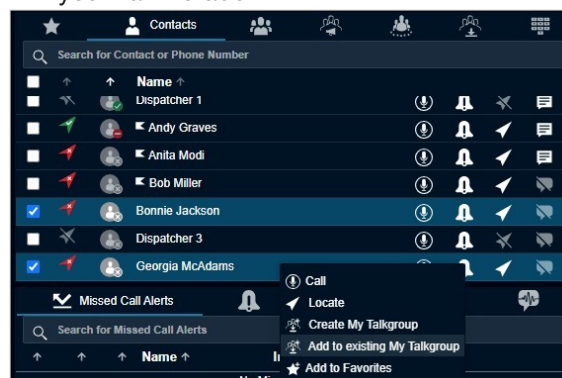 Contacts
Search for Contact or Phone Number
Name
Dispatcher 1
Andy Graves
Anita Modi
Bob Miller
Bonnie Jackson
Dispatcher 3
Georgia McAdams
Call
Missed Call Alerts
Locate
Create My Talkgroup
Search for Missed Call Alerts
Add to existing My Talkgroup
Name
Add to Favorites